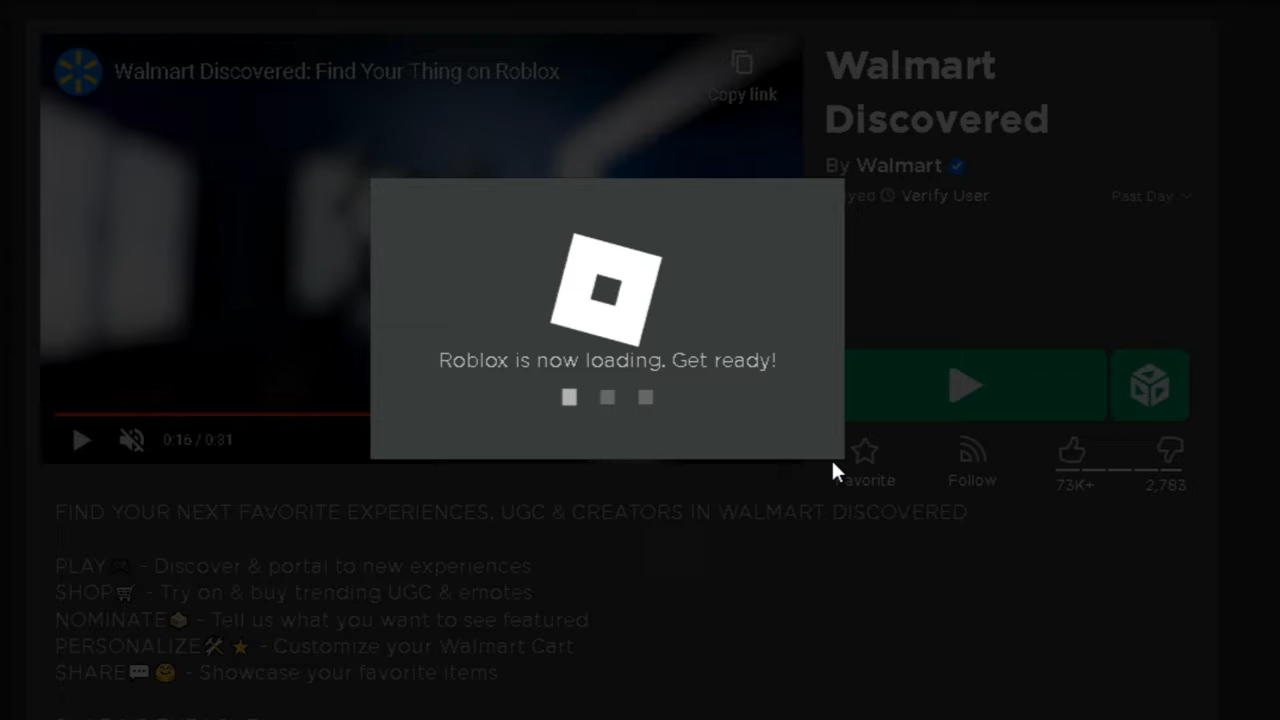 Walmart Discovered: Find Your Thing on Roblox
Copy link
Walmart
Discovered
By Walmart
yed Verify User
Past Day
Roblox is now loading. Get ready!
0:16 / 0:31
Favorite
Follow
73K+
2,783
FIND YOUR NEXT FAVORITE EXPERIENCES, UGC & CREATORS IN WALMART DISCOVERED
PLAY - Discover & portal to new experiences
SHOP🛒 - Try on & buy trending UGC & emotes
NOMINATE - Tell us what you want to see featured
PERSONALIZE🛠⭐ - Customize your Walmart Cart
SHARE💬🤗 - Showcase your favorite items